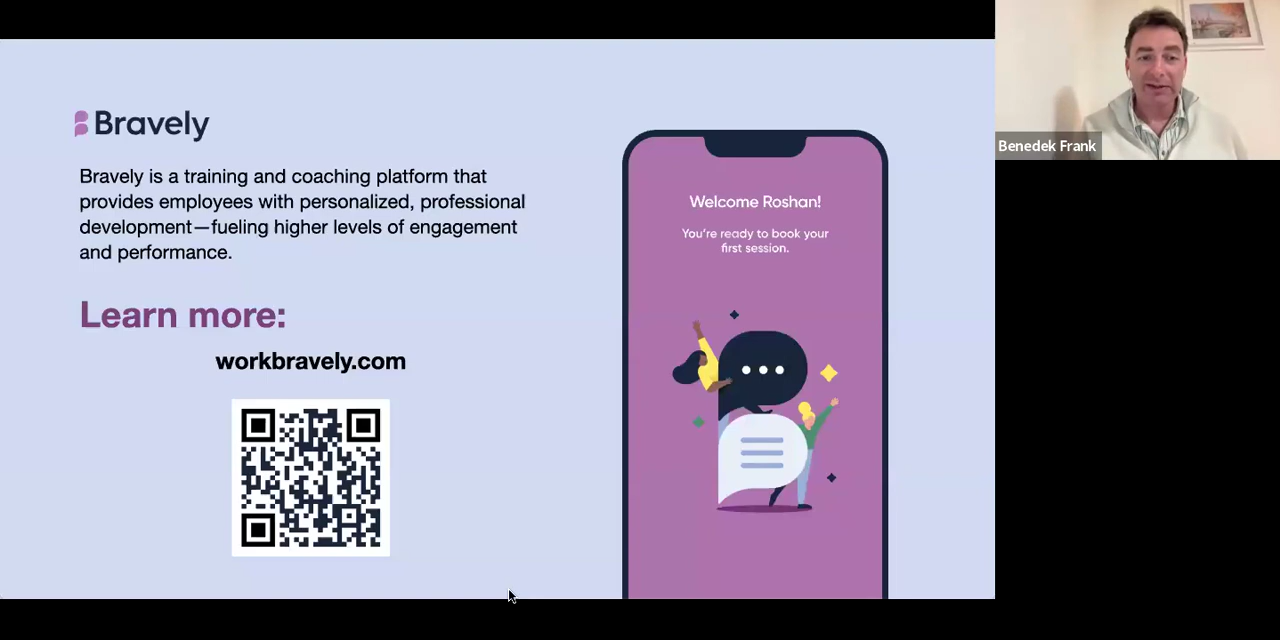 Bravely
Bravely is a training and coaching platform that
provides employees with personalized, professional
development—fueling higher levels of engagement
and performance.
Learn more:
workbravely.com
Welcome Roshan!
You're ready to book your
first session.
Benedek Frank